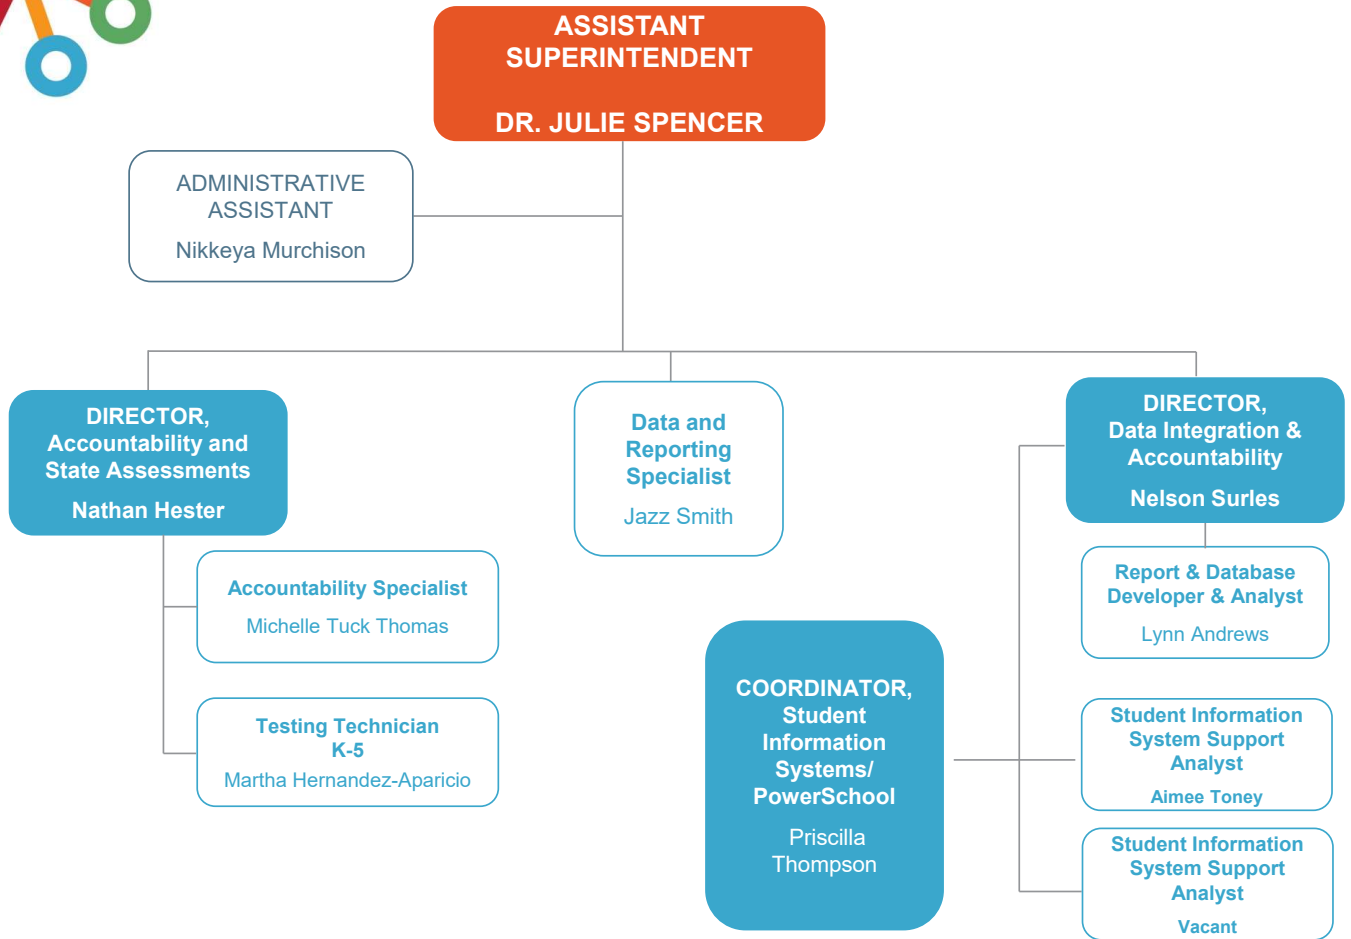 ASSISTANT
SUPERINTENDENT
DR. JULIE SPENCER
ADMINISTRATIVE
ASSISTANT
Nikkeya Murchison
DIRECTOR,
Accountability and
State Assessments
Nathan Hester
Data and
Reporting
Specialist
Jazz Smith
DIRECTOR,
Data Integration &
Accountability
Nelson Surles
Accountability Specialist
Michelle Tuck Thomas
Testing Technician
K-5
Martha Hernandez-Aparicio
COORDINATOR,
Student
Information
Systems/
PowerSchool
Priscilla
Thompson
Report & Database
Developer & Analyst
Lynn Andrews
Student Information
System Support
Analyst
Aimee Toney
Student Information
System Support
Analyst
Vacant